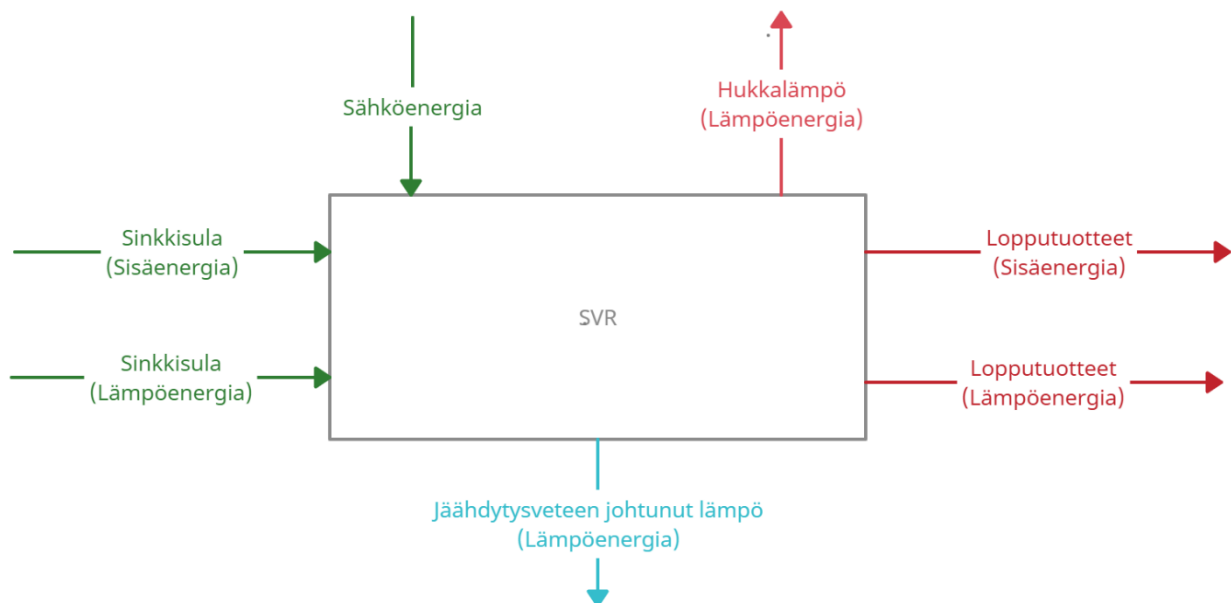 Sähköenergia
Hukkalämpö
(Lämpöenergia)
Sinkkisula
(Sisäenergia)
Lopputuotteet
(Sisäenergia)
SVR
Sinkkisula
(Lämpöenergia)
Lopputuotteet
(Lämpöenergia)
Jäähdytysveteen johtunut lämpö
(Lämpöenergia)